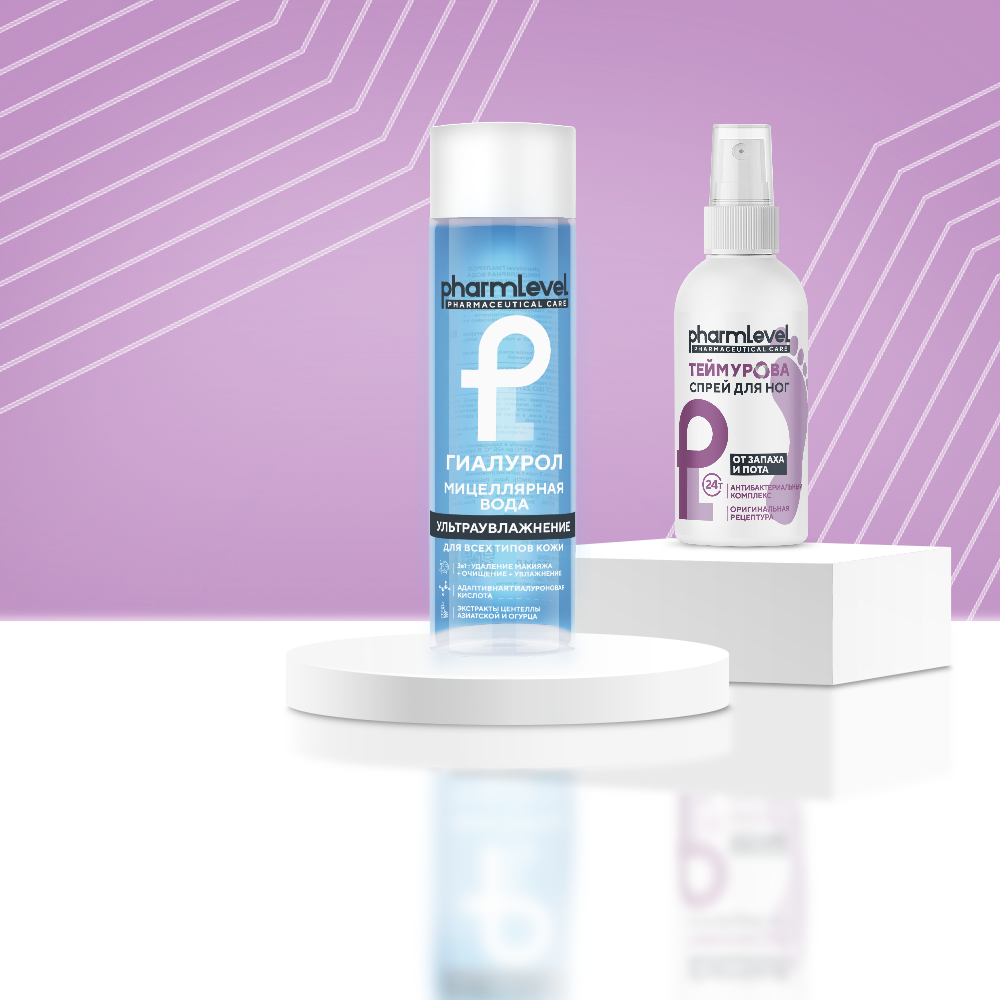 pharmLevel
PHARMACEUTICAL CARE
ГИАЛУРОЛ
МИЦЕЛЛЯРНАЯ
ВОДА
УЛЬТРАУВЛАЖНЕНИЕ
ДЛЯ ВСЕХ ТИПОВ КОЖИ
3в1: УДАЛЕНИЕ МАКИЯЖА
+ ОЧИЩЕНИЕ + УВЛАЖНЕНИЕ
АДАПТИВНАЯ ГИАЛУРОНОВАЯ
КИСЛОТА
ЭКСТРАКТЫ ЦЕНТЕЛЛЫ
АЗИАТСКОЙ И ОГУРЦА
pharmLevel
PHARMACEUTICAL CARE
ТЕЙМУРОВА
СПРЕЙ ДЛЯ НОГ
ОТ ЗАПАХА
И ПОТА
24т
АНТИБАКТЕРИАЛЬНЫЙ
КОМПЛЕКС
ОРИГИНАЛЬНАЯ
РЕЦЕПТУРА